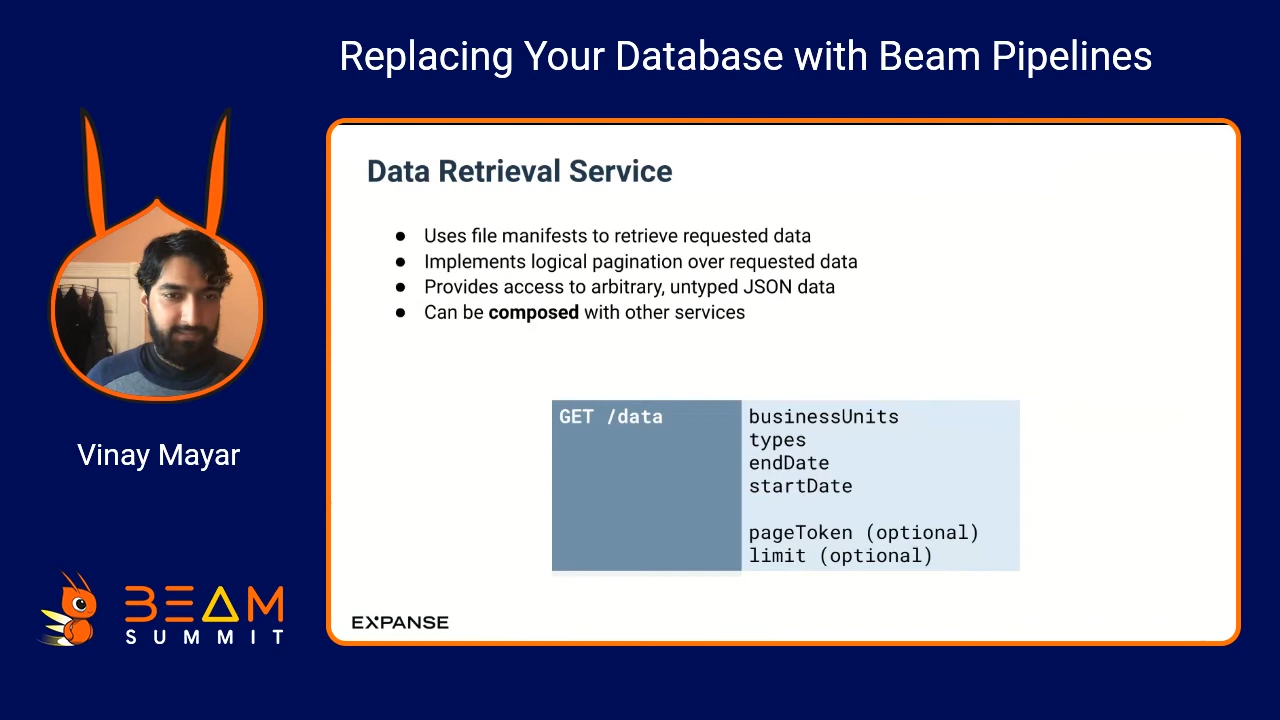 Replacing Your Database with Beam Pipelines
Data Retrieval Service
● Uses file manifests to retrieve requested data
● Implements logical pagination over requested data
● Provides access to arbitrary, untyped JSON data
● Can be composed with other services
GET /data
businessUnits
types
endDate
startDate
pageToken (optional)
limit (optional)
EXPANSE
Vinay Mayar
BEAM
SUMMIT